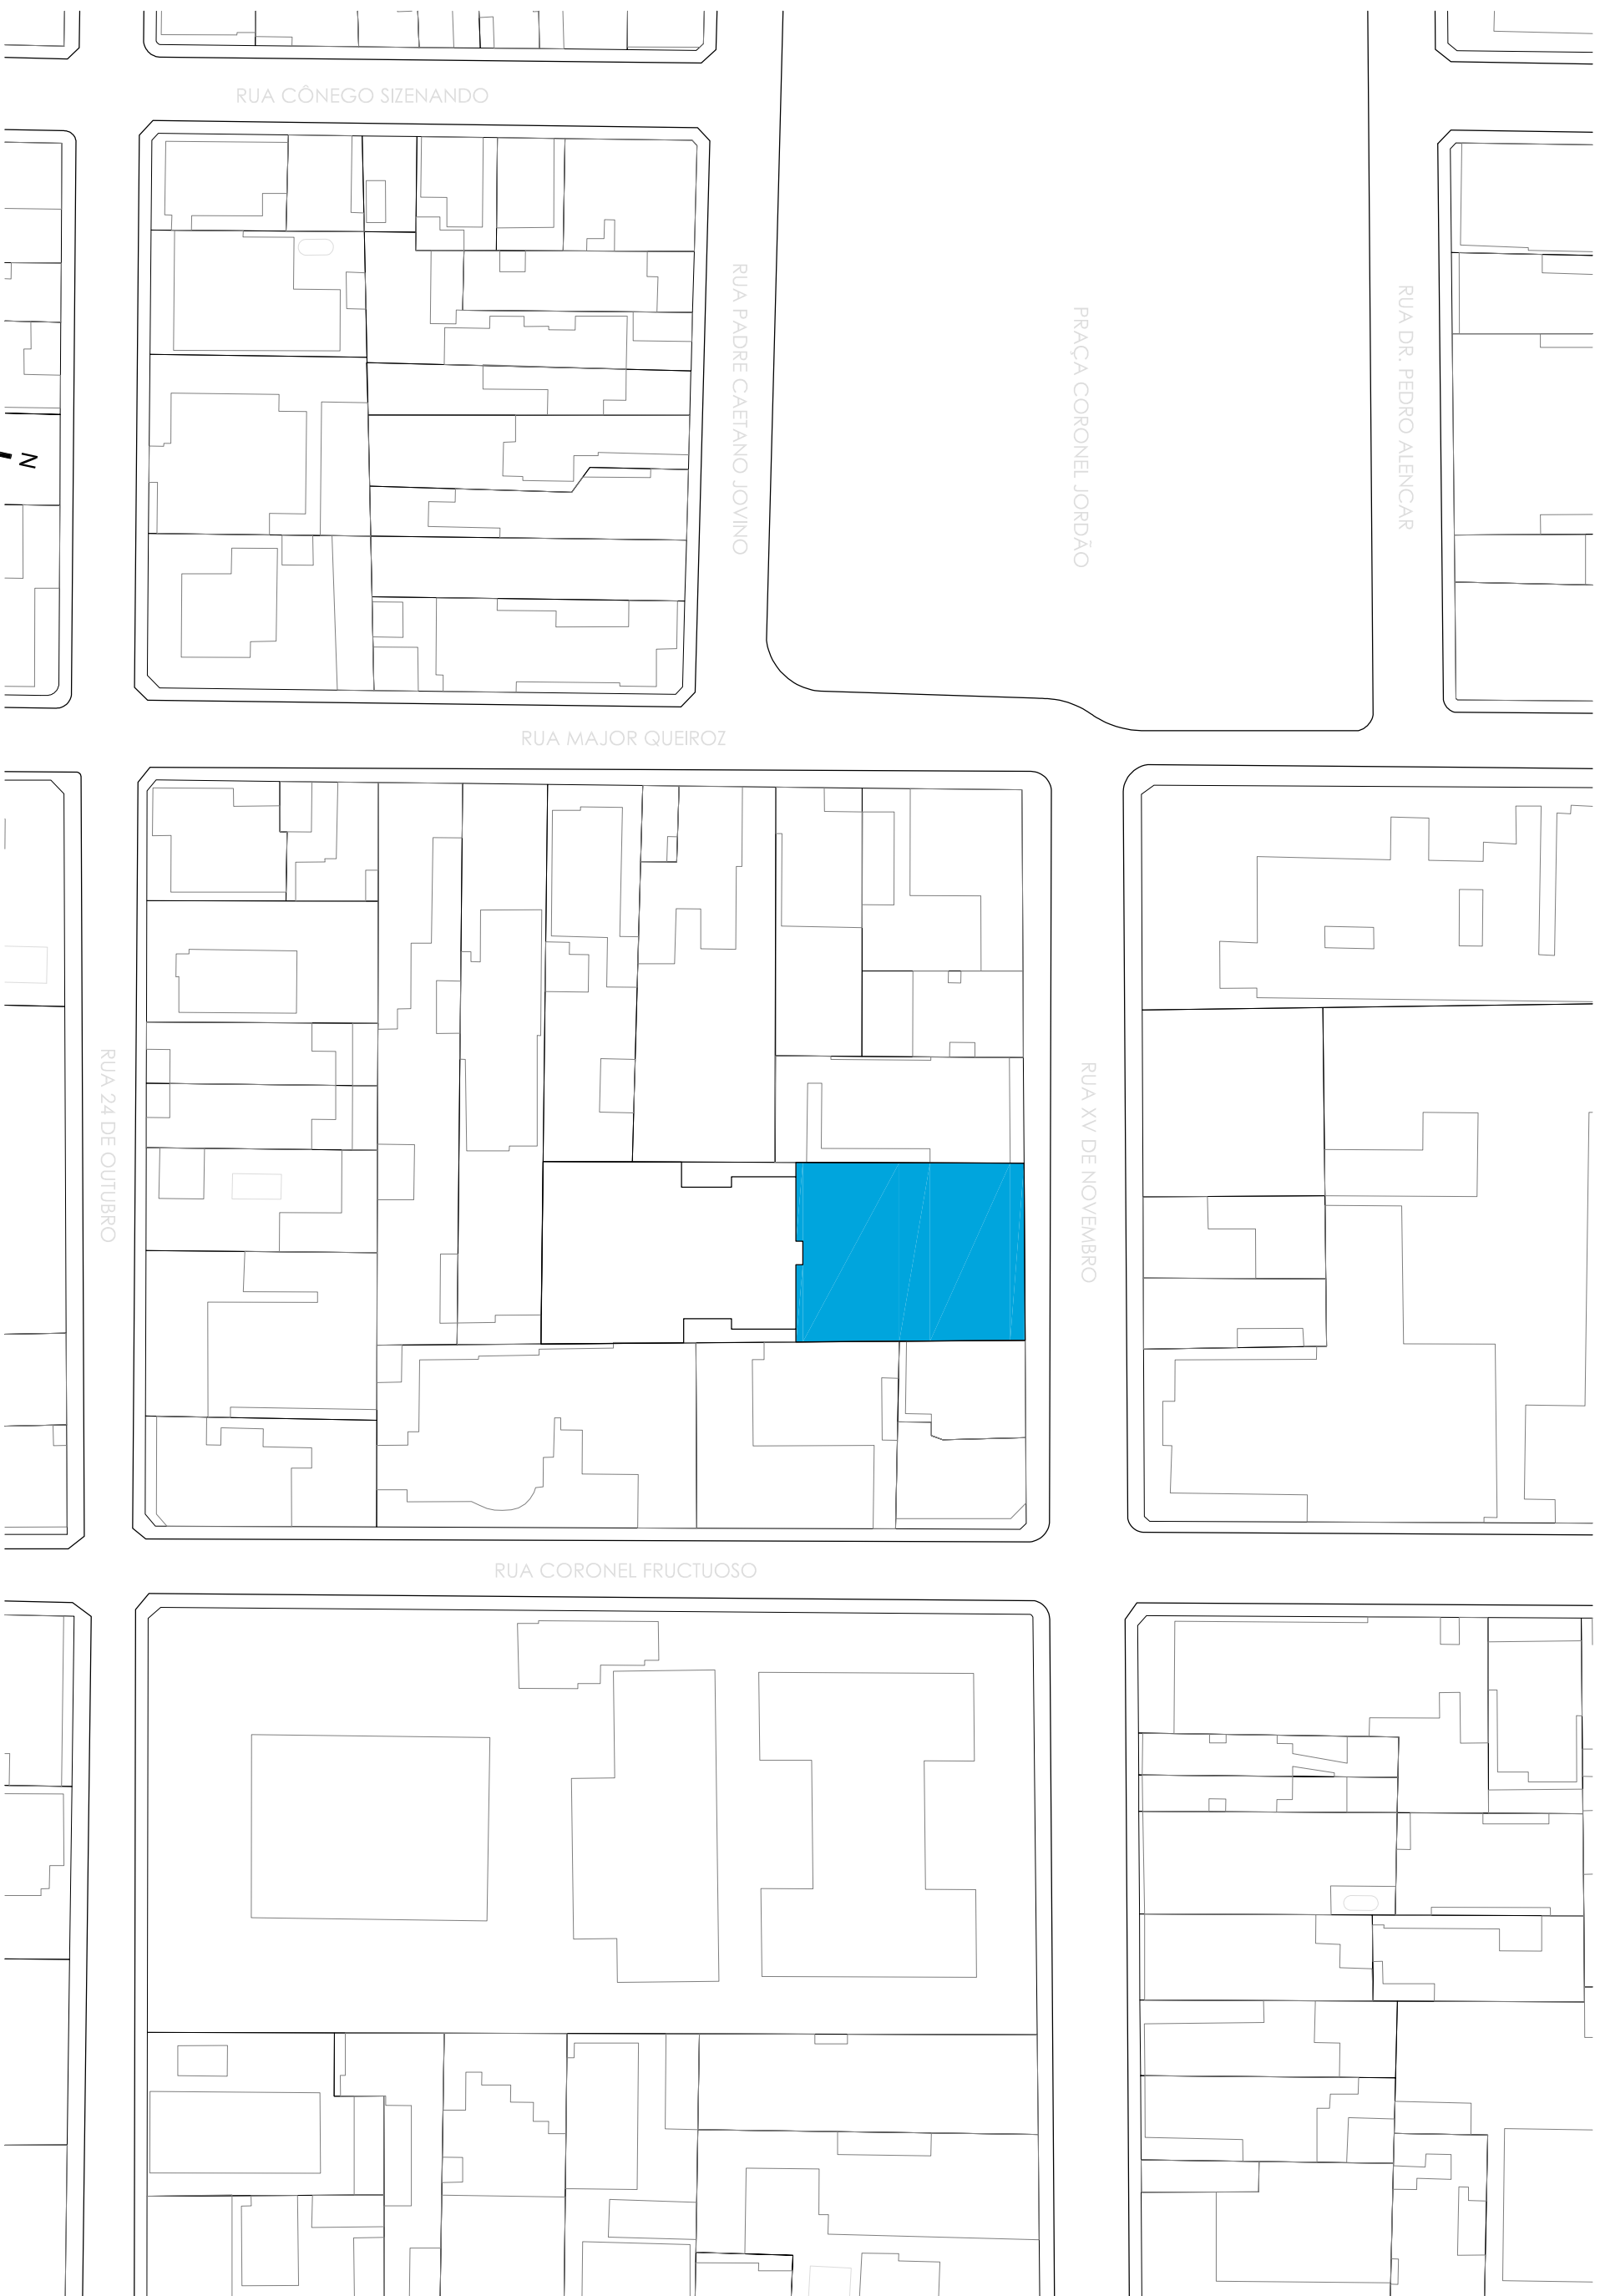 RUA CÔNEGO SIZENANDO
RUA PADRE CAETANO JOVINO
PRAÇA CORONEL JORDÃO
RUA DR. PEDRO ALENCAR
N
RUA MAJOR QUEIROZ
RUA 24 DE OUTUBRO
RUA XV DE NOVEMBRO
RUA CORONEL FRUCTUOSO